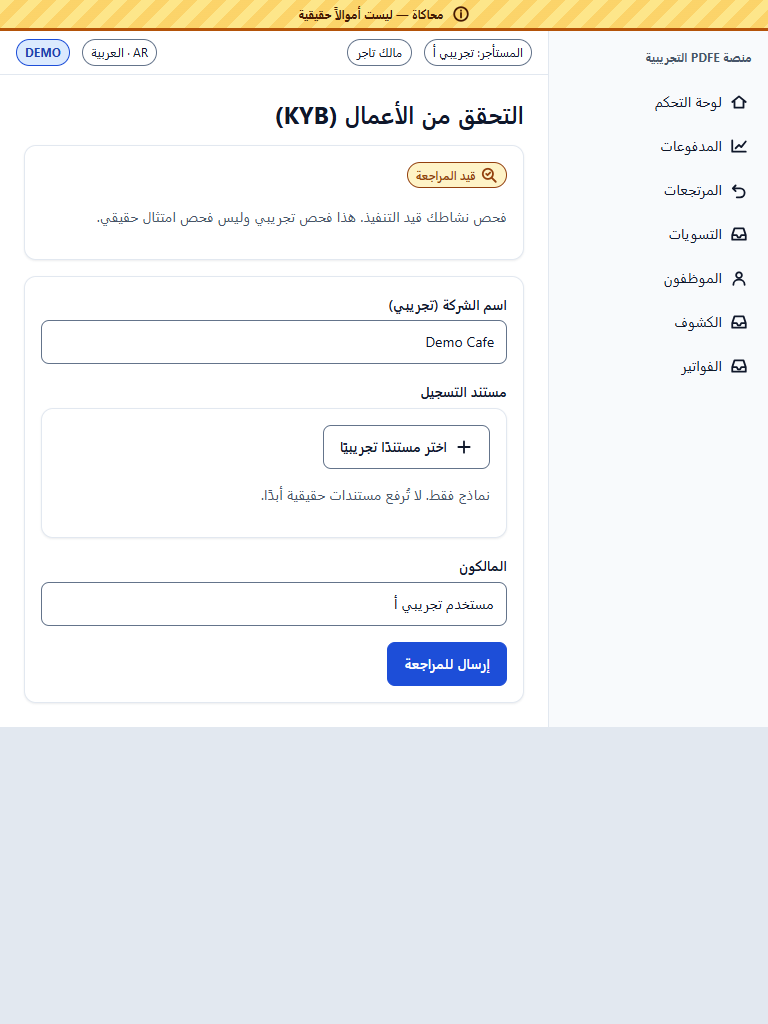 محاكاة — ليست أموالاً حقيقية
منصة PDFE التجريبية
لوحة التحكم
المدفوعات
المرتجعات
التسويات
الموظفون
الكشوف
الفواتير
المستأجر: تجريبي أ
مالك تاجر
AR · العربية
DEMO
التحقق من الأعمال (KYB)
قيد المراجعة
فحص نشاطك قيد التنفيذ. هذا فحص تجريبي وليس فحص امتثال حقيقي.
اسم الشركة (تجريبي)
Demo Cafe
مستند التسجيل
اختر مستندًا تجريبيًا
نماذج فقط. لا تُرفع مستندات حقيقية أبدًا.
المالكون
مستخدم تجريبي أ
إرسال للمراجعة